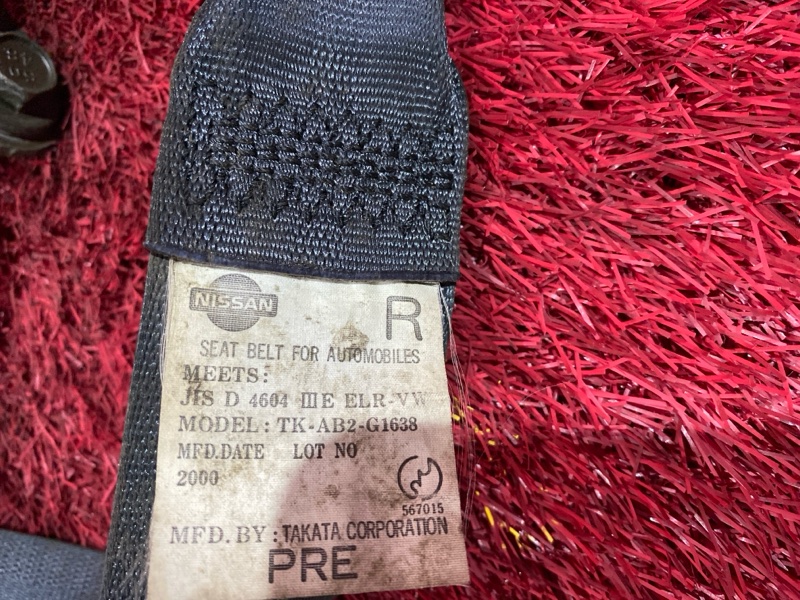 NISSAN
R
SEAT BELT FOR AUTOMOBILES
MEETS:
JIS D 4604 ⅢE ELR-VW
MODEL: TK-AB2-G1638
MFD.DATE LOT NO
2000
567015
MFD. BY: TAKATA CORPORATION
PRE